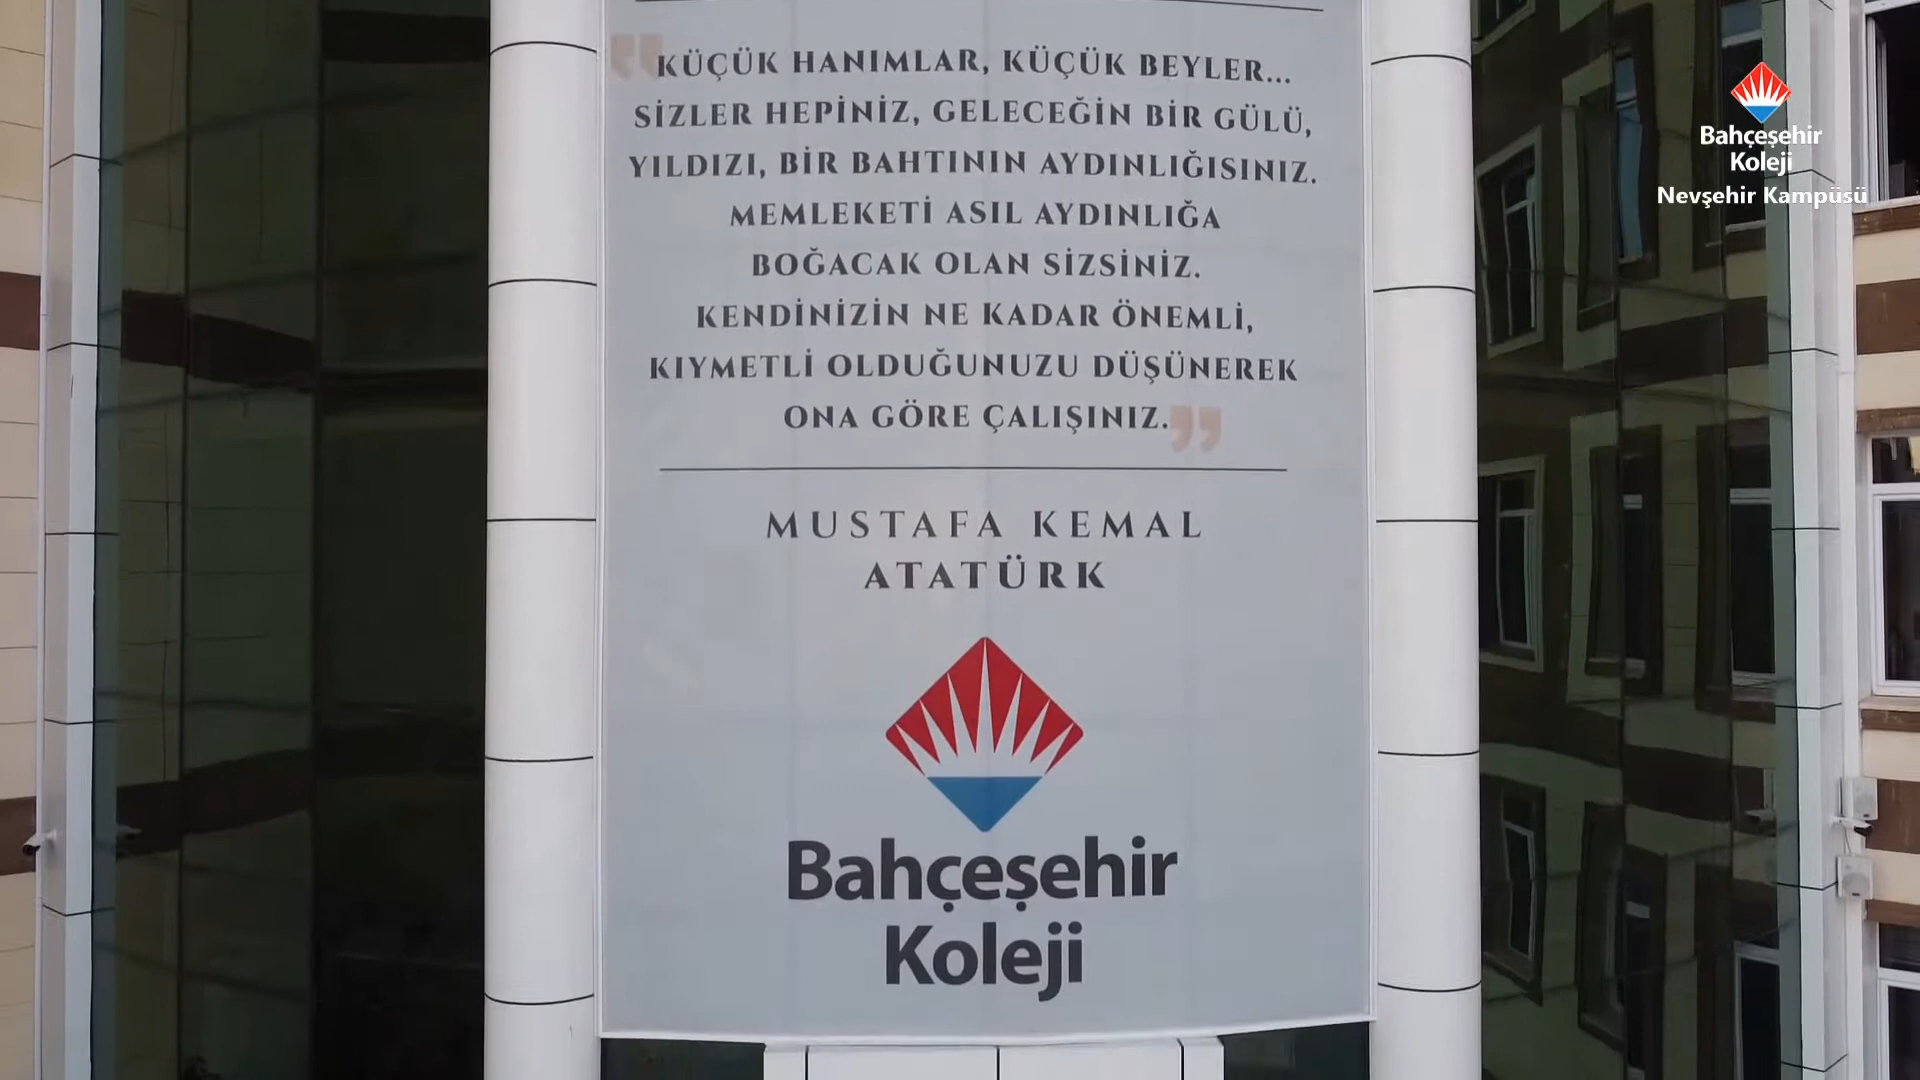 KÜÇÜK HANIMLAR, KÜÇÜK BEYLER...
SİZLER HEPİNİZ, GELECEĞİN BİR GÜLÜ,
YILDIZI, BİR BAHTININ AYDINLIĞISINIZ.
MEMLEKETİ ASIL AYDINLIĞA
BOĞACAK OLAN SİZSİNİZ.
KENDİNİZİN NE KADAR ÖNEMLİ,
KIYMETLİ OLDUĞUNUZU DÜŞÜNEREK
ONA GÖRE ÇALIŞINIZ.
MUSTAFA KEMAL
ATATÜRK
Bahçeşehir
Koleji
Bahçeşehir
Koleji
Nevşehir Kampüsü